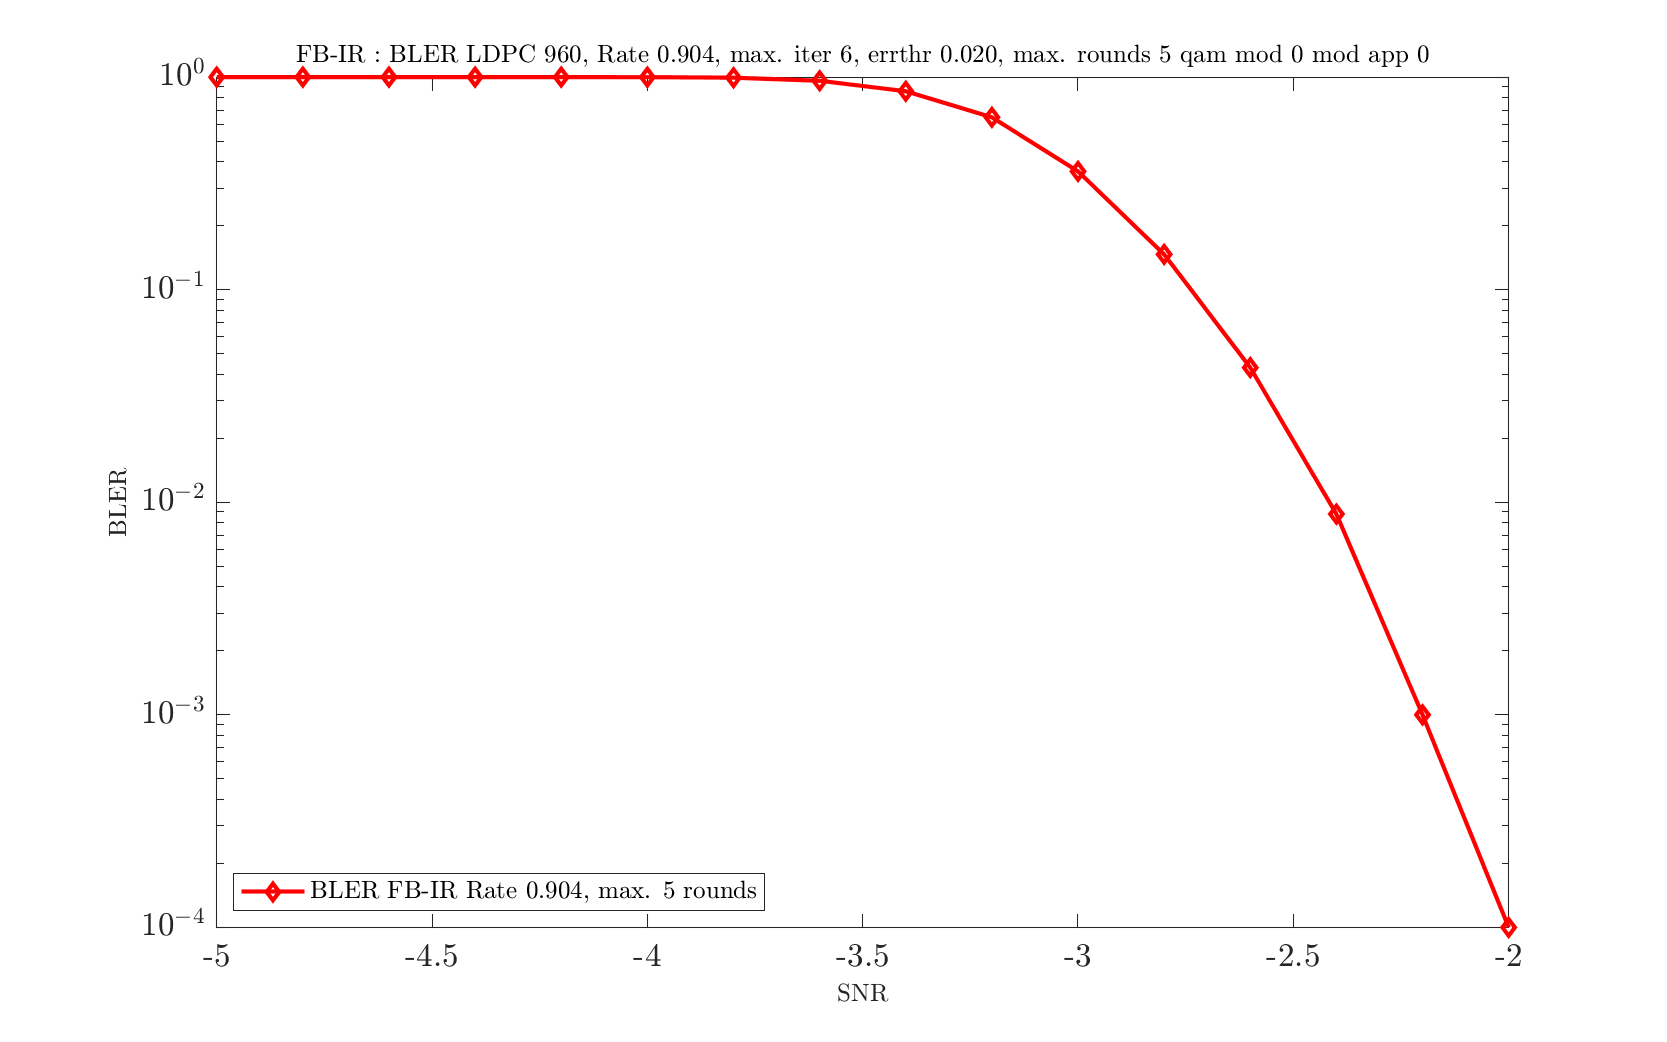 FB-IR : BLER LDPC 960, Rate 0.904, max. iter 6, errthr 0.020, max. rounds 5 qam mod 0 mod app 0
10^0
10^-1
10^-2
10^-3
10^-4
BLER
BLER FB-IR Rate 0.904, max. 5 rounds
-5 -4.5 -4 -3.5 -3 -2.5 -2
SNR